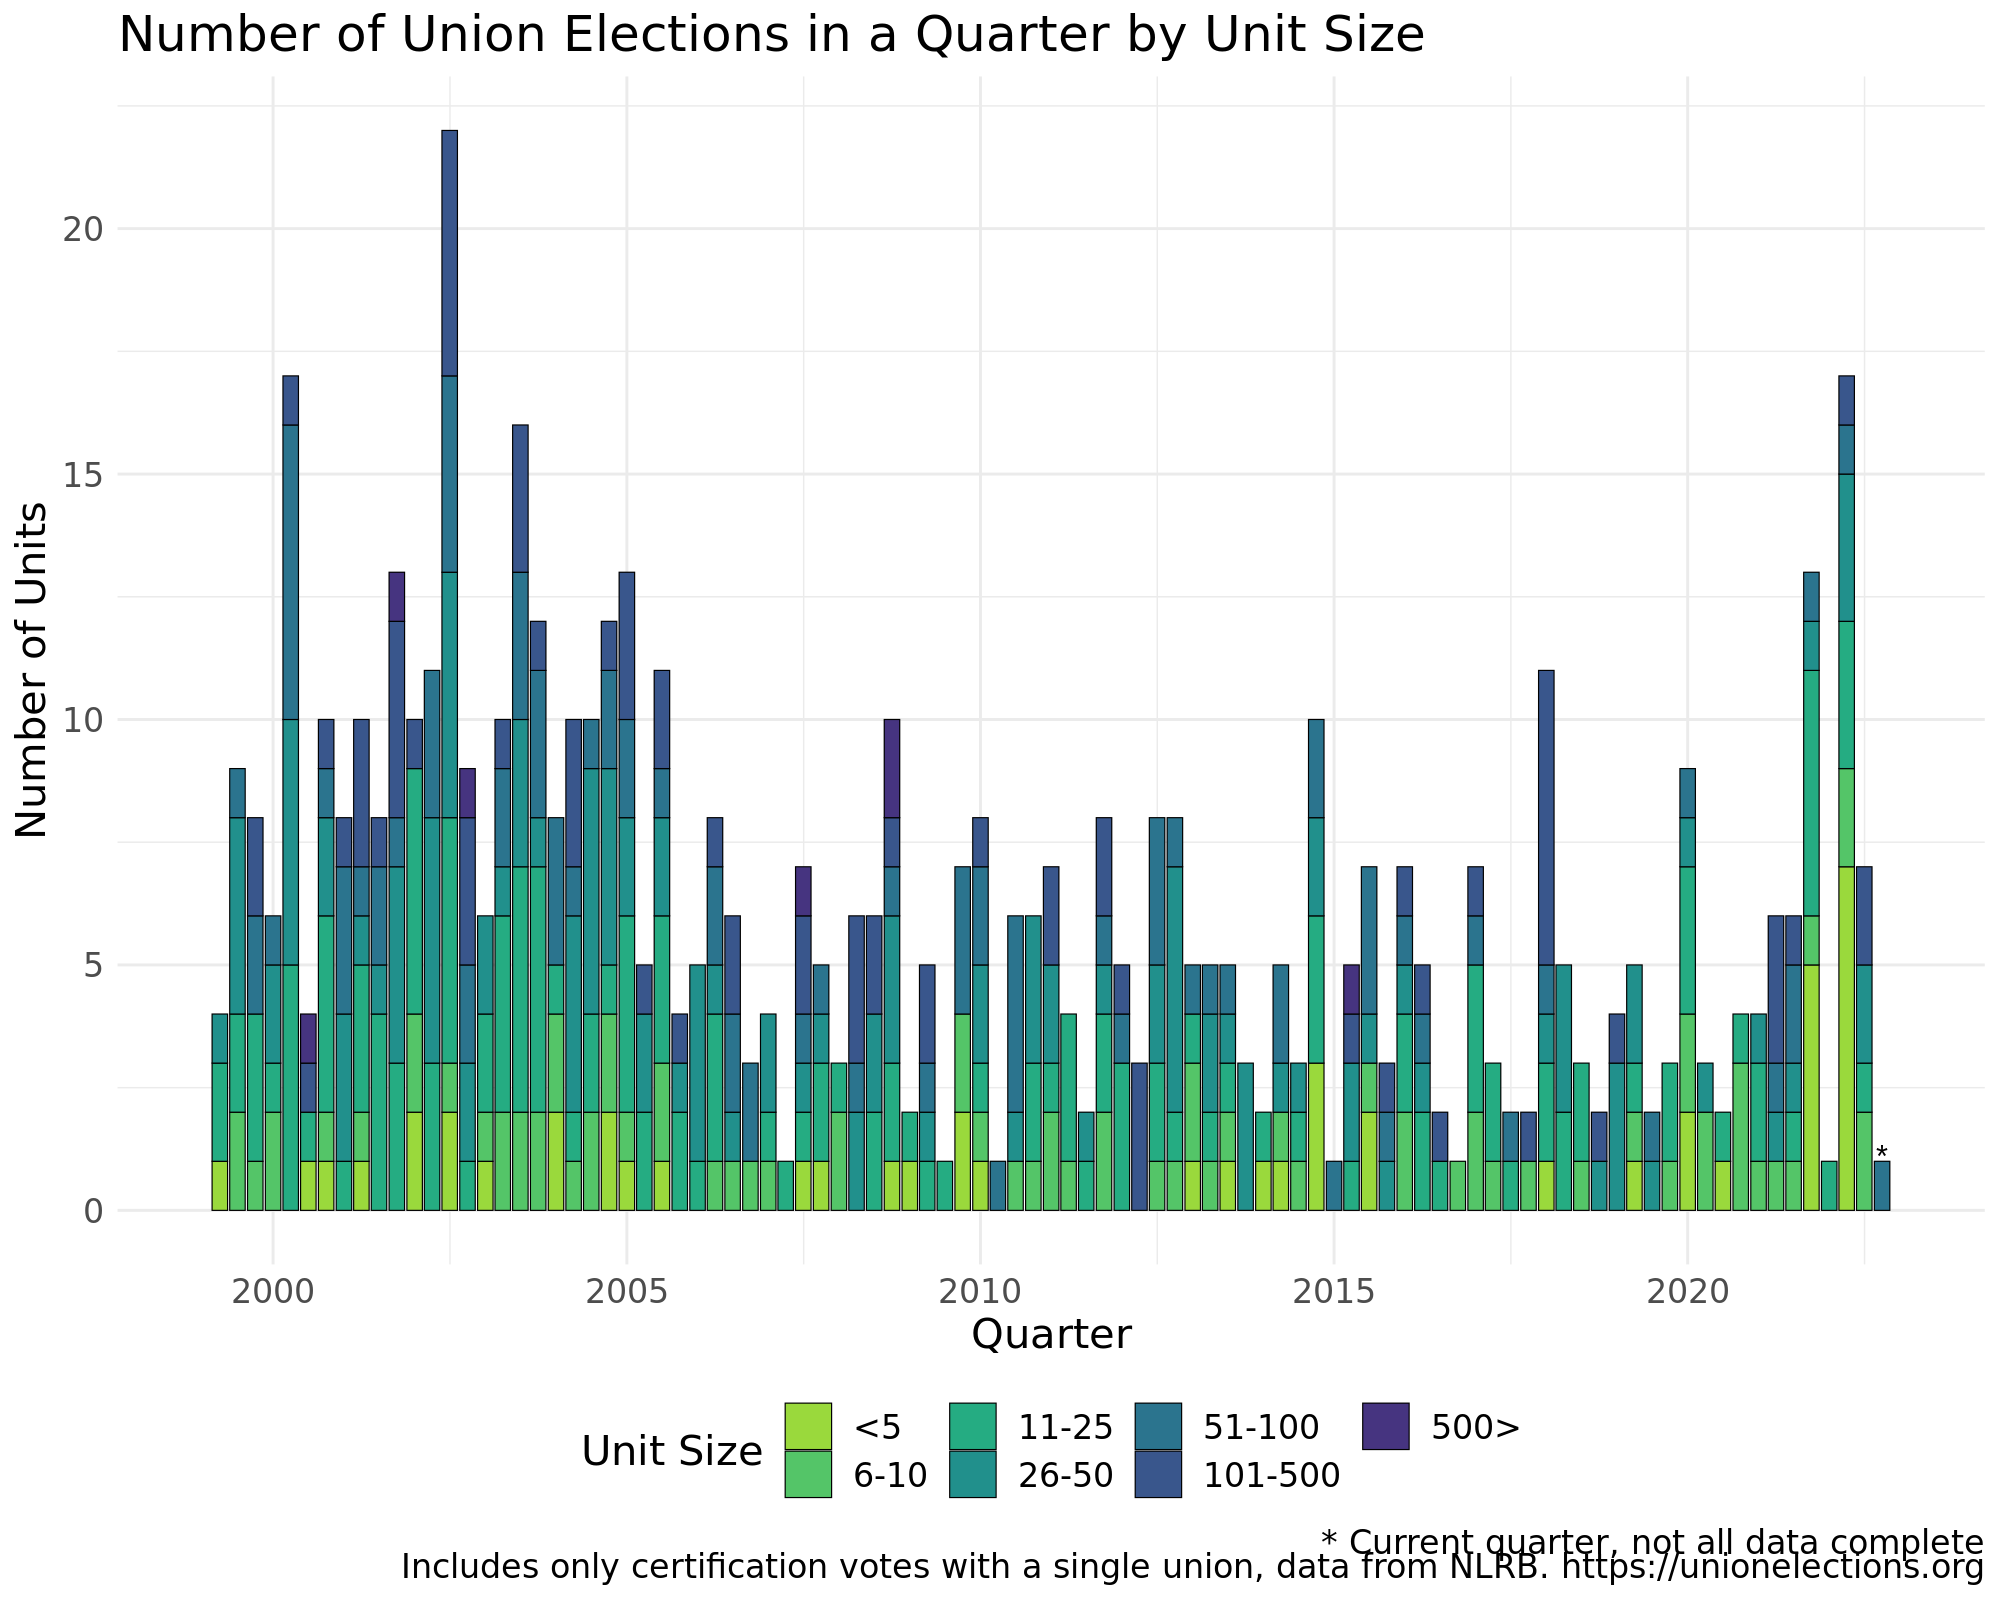 Number of Union Elections in a Quarter by Unit Size
Number of Units
20
15
10
5
0
*
2000 2005 2010 2015 2020
Quarter
Unit Size
<5 11-25 51-100 500>
6-10 26-50 101-500
* Current quarter, not all data complete
Includes only certification votes with a single union, data from NLRB. https://unionelections.org